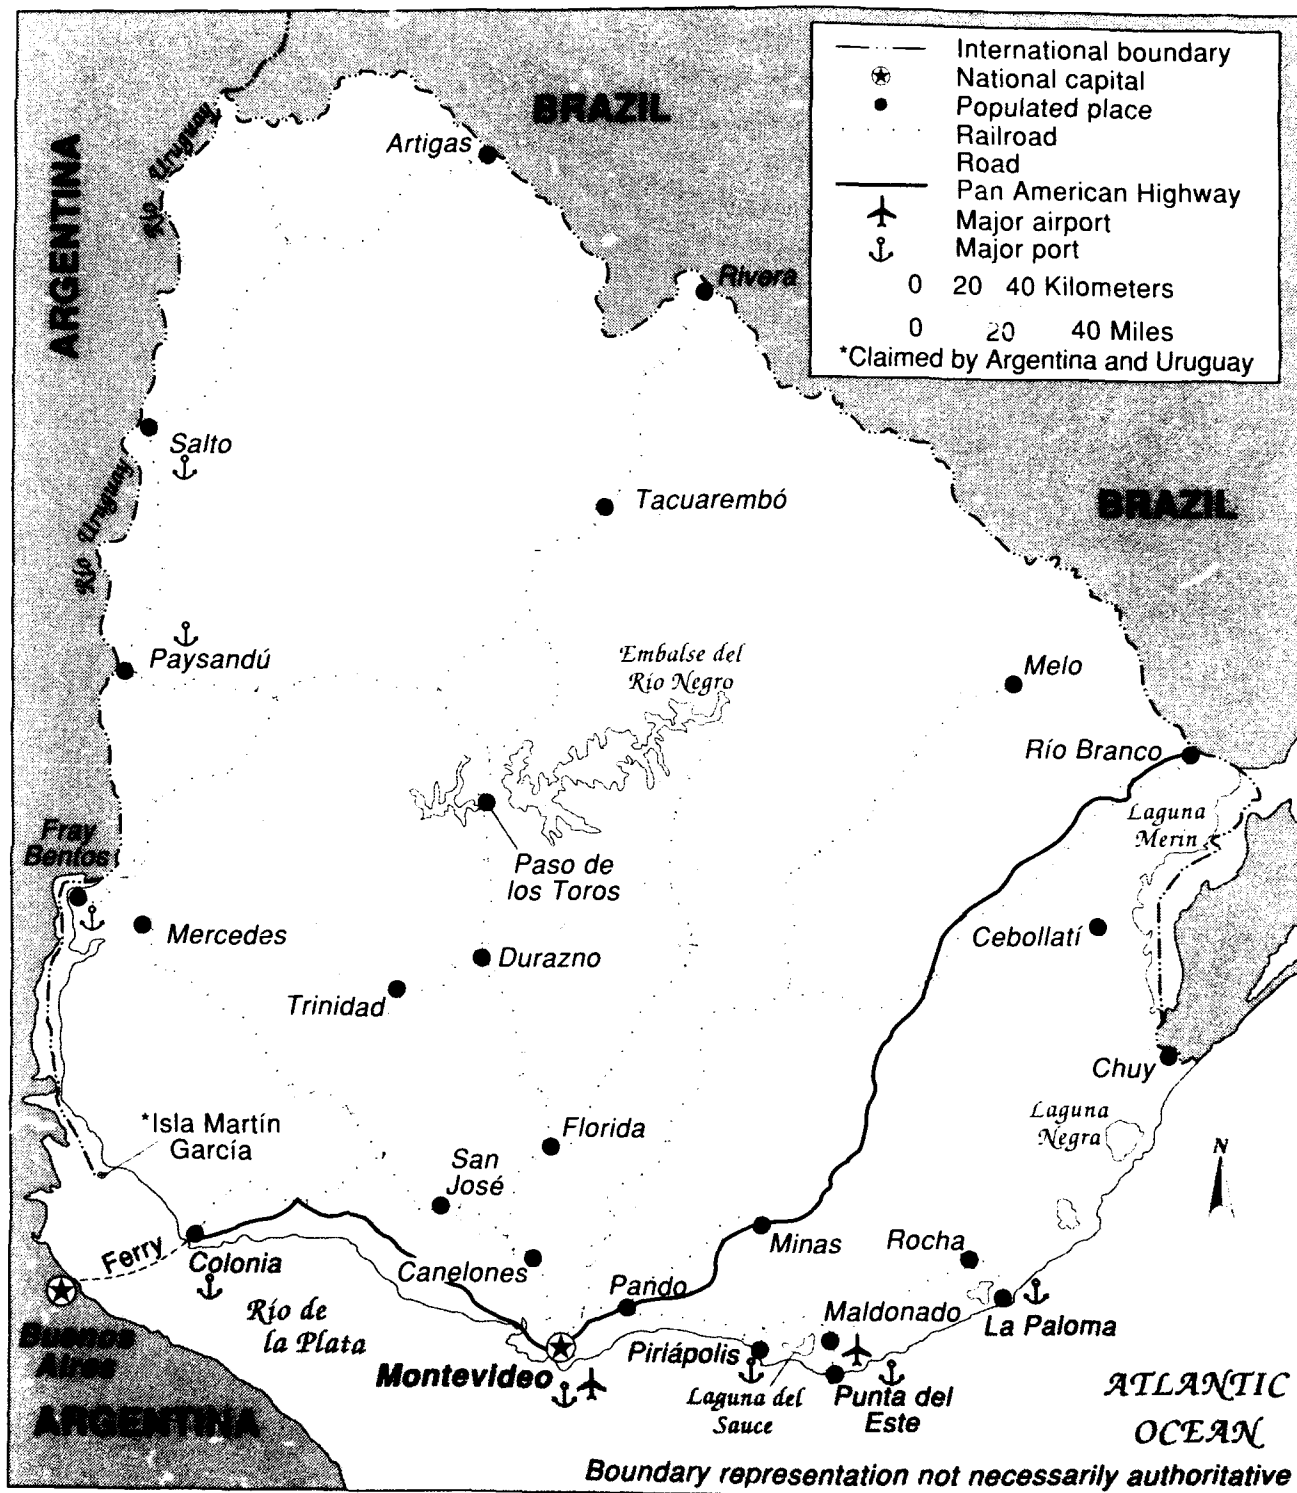 International boundary
National capital
Populated place
Railroad
Road
Pan American Highway
Major airport
Major port
0 20 40 Kilometers
0 20 40 Miles
*Claimed by Argentina and Uruguay
BRAZIL
Río Uruguay
ARGENTINA
Artigas
Rivera
Salto
Río Uruguay
Tacuarembó
BRAZIL
Paysandú
Embalse del
Río Negro
Melo
Río Branco
Laguna
Merin
Fray
Bentos
Paso de
los Toros
Mercedes
Durazno
Cebollatí
Trinidad
Chuy
*Isla Martín
García
Florida
Laguna
Negra
San
José
N
Ferry
Colonia
Canelones
Pando
Minas
Rocha
Río de
la Plata
Maldonado
La Paloma
Buenos
Aires
Montevideo
Piriápolis
Laguna del
Sauce
Punta del
Este
ARGENTINA
ATLANTIC
OCEAN
Boundary representation not necessarily authoritative